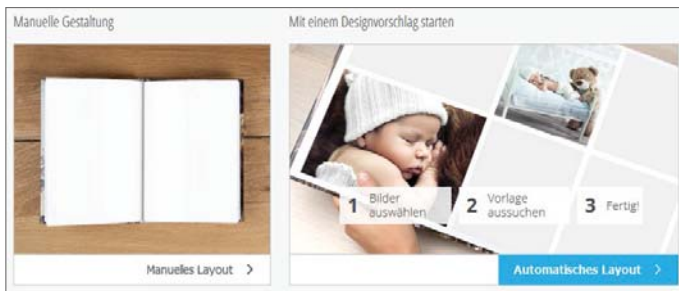 Manuelle Gestaltung
Mit einem Designvorschlag starten
1 Bilder
auswählen
2 Vorlage
aussuchen
3 Fertig!
Manuelles Layout >
Automatisches Layout >